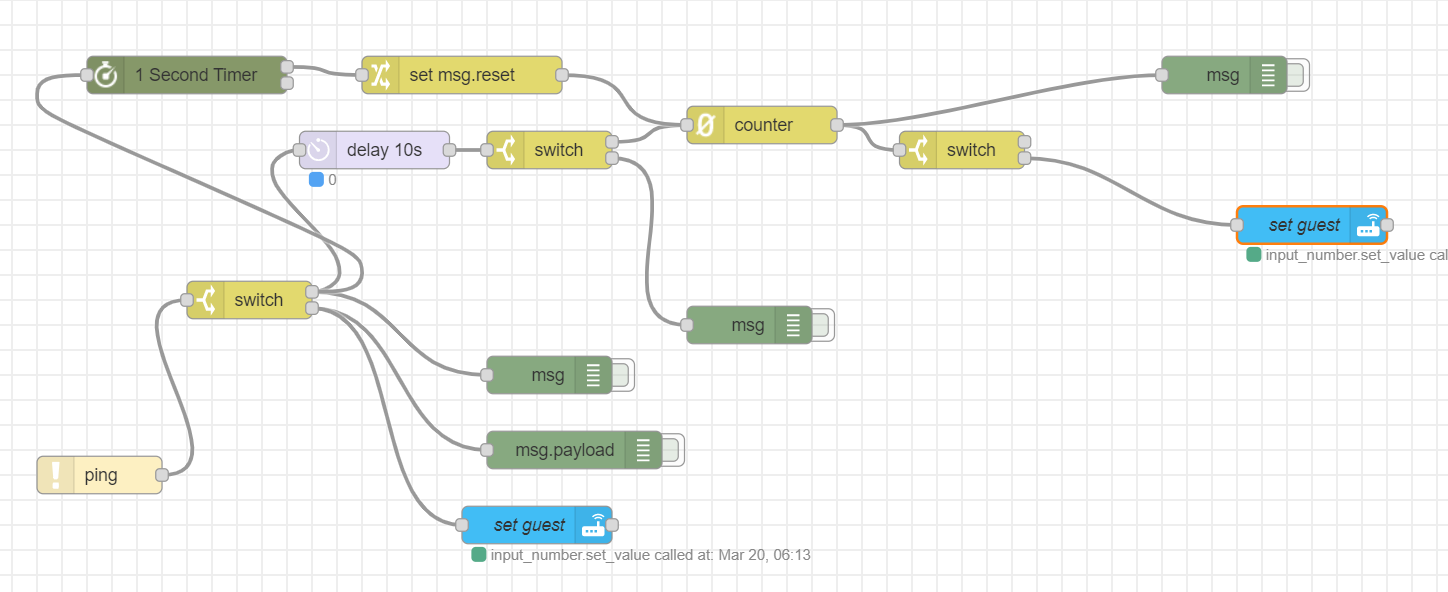 1 Second Timer
set msg.reset
msg
counter
delay 10s
switch
switch
0
set guest
input_number.set_value cal
switch
msg
msg
msg.payload
ping
set guest
input_number.set_value called at: Mar 20, 06:13